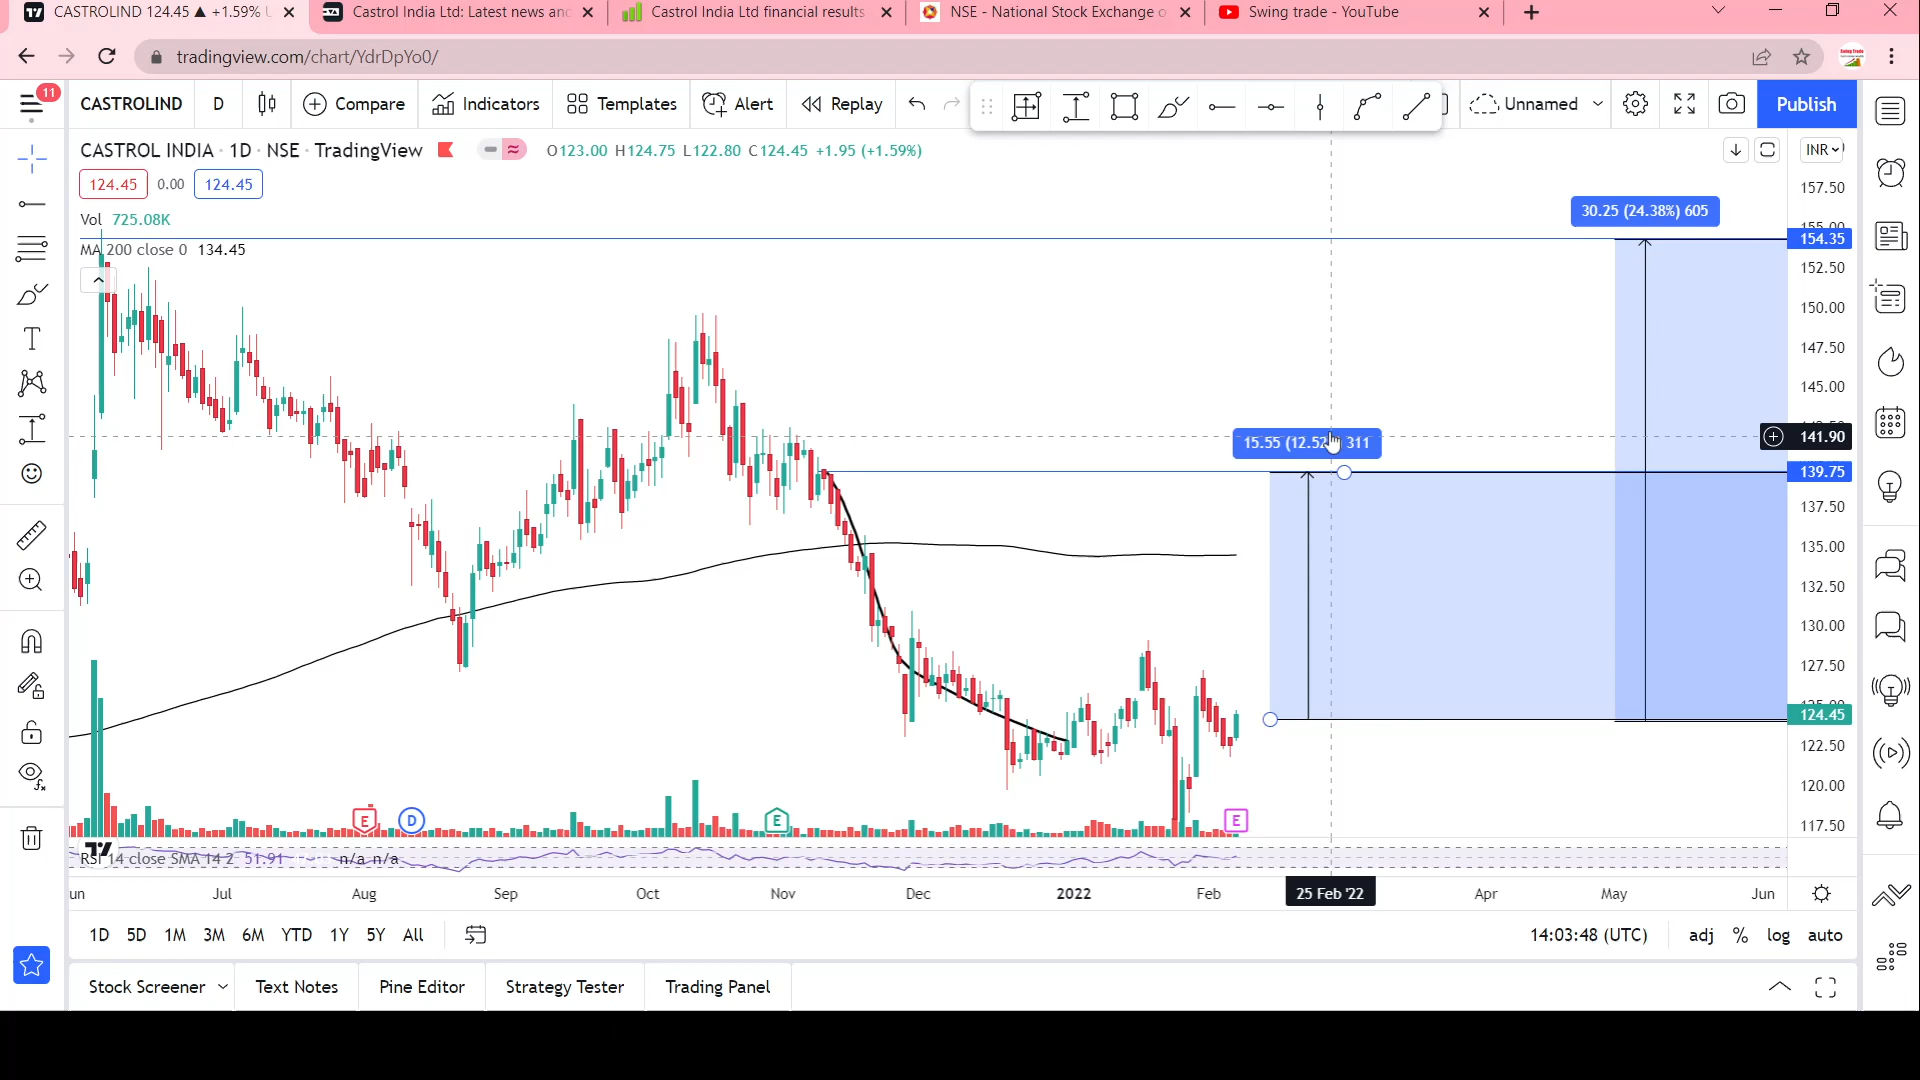 CASTROLIND 124.45 ▲ +1.59%
Castrol India Ltd: Latest news and
Castrol India Ltd financial results
NSE - National Stock Exchange o
Swing trade - YouTube
tradingview.com/chart/YdrDpYo0/
11
CASTROLIND D Compare Indicators Templates Alert Replay Unnamed Publish
CASTROL INDIA · 1D · NSE · TradingView O123.00 H124.75 L122.80 C124.45 +1.95 (+1.59%) INR
124.45 0.00 124.45
Vol 725.08K
MA 200 close 0 134.45
30.25 (24.38%) 605
157.50
154.35
152.50
150.00
147.50
145.00
141.90
15.55 (12.52 311
139.75
137.50
135.00
132.50
130.00
127.50
124.45
122.50
120.00
117.50
E D E E
RSI 14 close SMA 14 2 51.91 n/a n/a
Jul Aug Sep Oct Nov Dec 2022 Feb 25 Feb '22 Apr May Jun
1D 5D 1M 3M 6M YTD 1Y 5Y All 14:03:48 (UTC) adj % log auto
Stock Screener Text Notes Pine Editor Strategy Tester Trading Panel